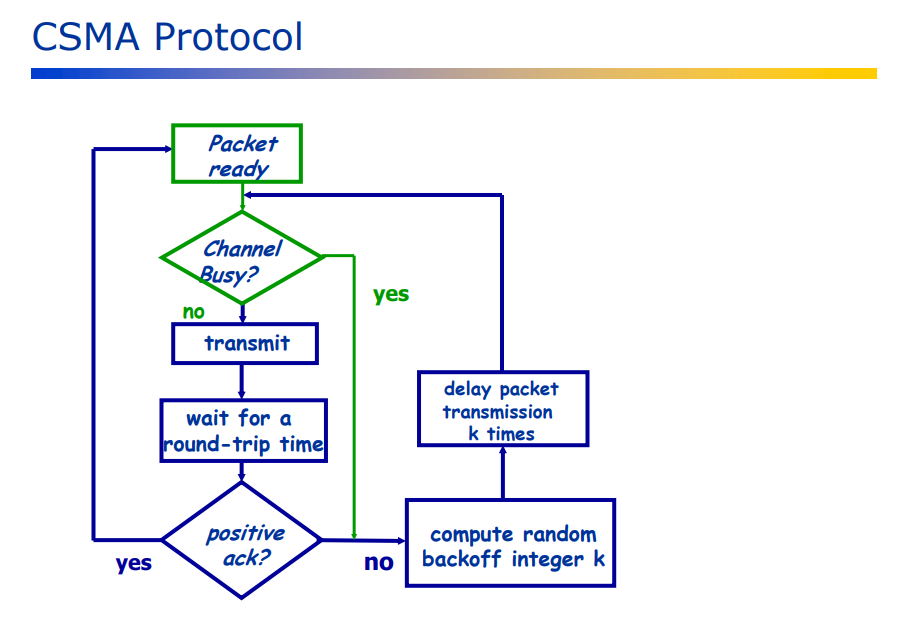 CSMA Protocol
Packet
ready
Channel
Busy?
yes
no
transmit
wait for a
round-trip time
delay packet
transmission
k times
positive
ack?
yes
no
compute random
backoff integer k